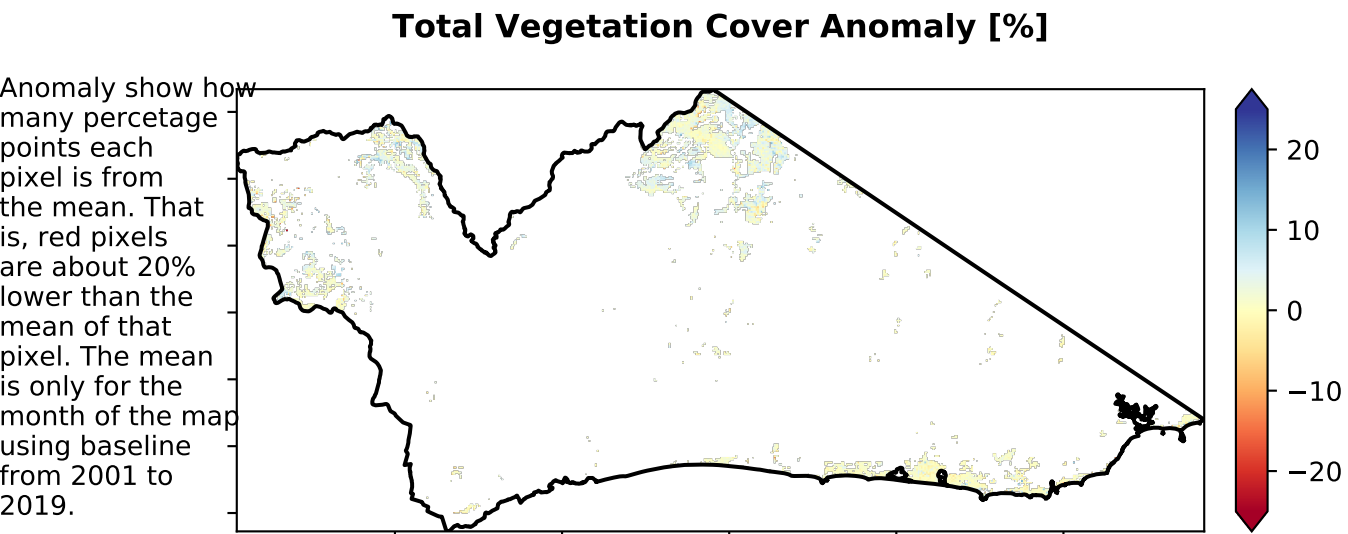 Total Vegetation Cover Anomaly [%]
Anomaly show how
many percetage
points each
pixel is from
the mean. That
is, red pixels
are about 20%
lower than the
mean of that
pixel. The mean
is only for the
month of the map
using baseline
from 2001 to
2019.
20
10
0
−10
−20